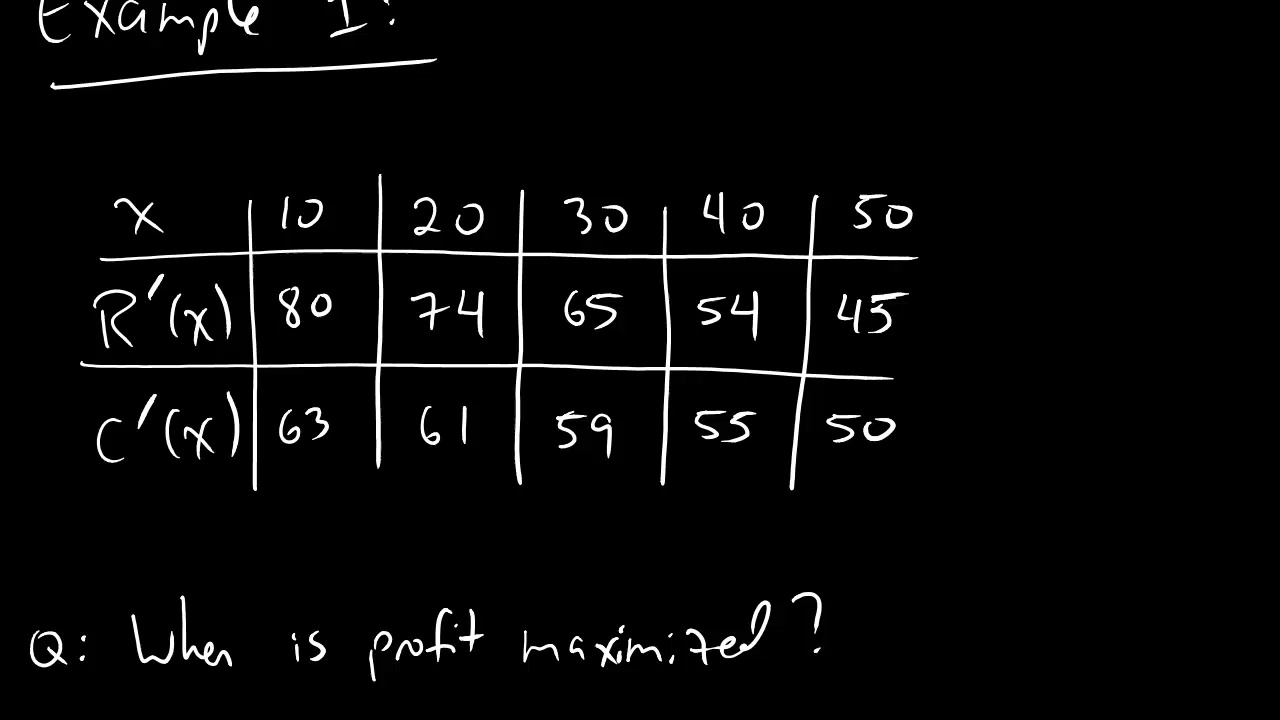 Example 1:
x 10 20 30 40 50
R'(x) 80 74 65 54 45
C'(x) 63 61 59 55 50
Q: When is profit maximized?